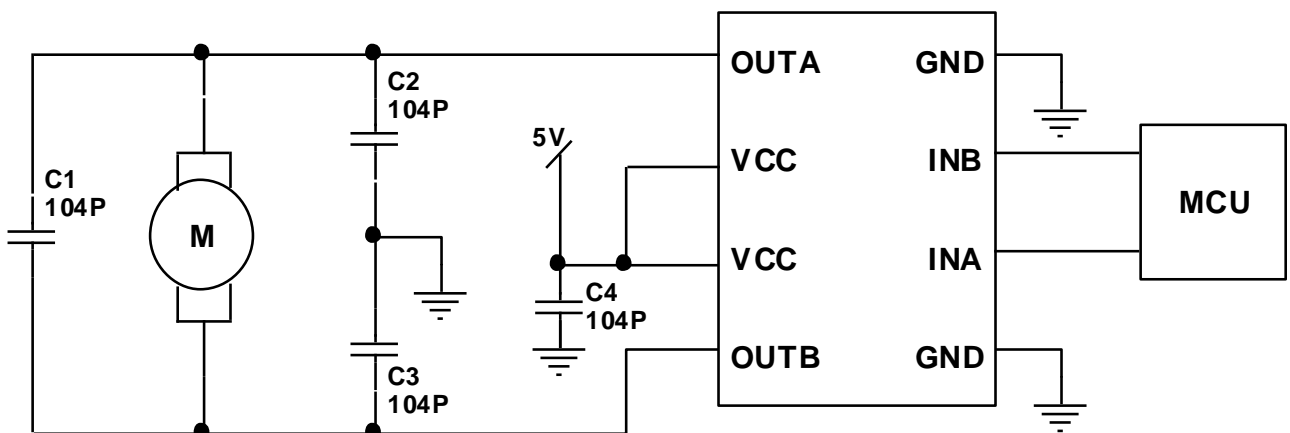 OUTA
GND
C2
104P
5V
VCC
INB
C1
104P
M
MCU
VCC
INA
C4
104P
OUTB
GND
C3
104P